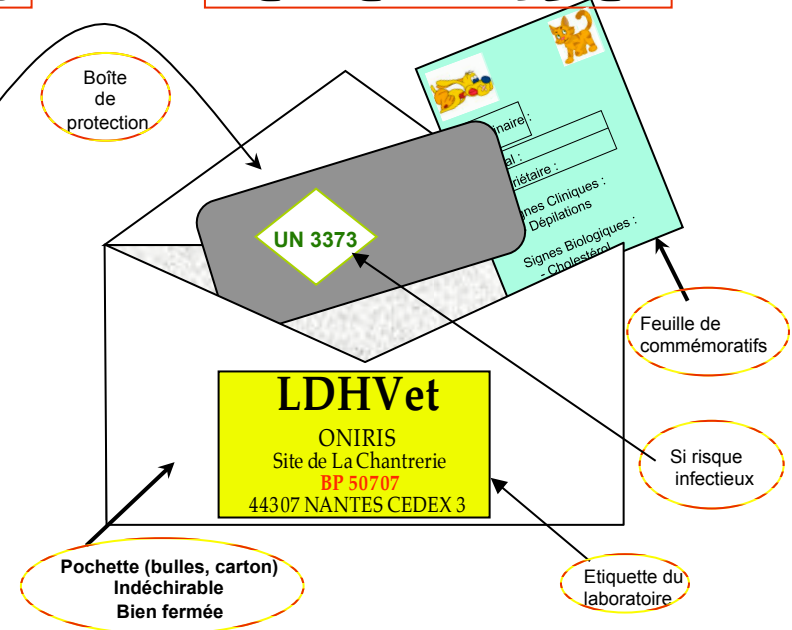 Boîte
de
protection
UN 3373
Signes Cliniques :
Dépilations
Signes Biologiques :
- Cholestérol
Feuille de
commémoratifs
LDHVet
ONIRIS
Site de La Chantrerie
BP 50707
44307 NANTES CEDEX 3
Si risque
infectieux
Pochette (bulles, carton)
Indéchirable
Bien fermée
Etiquette du
laboratoire